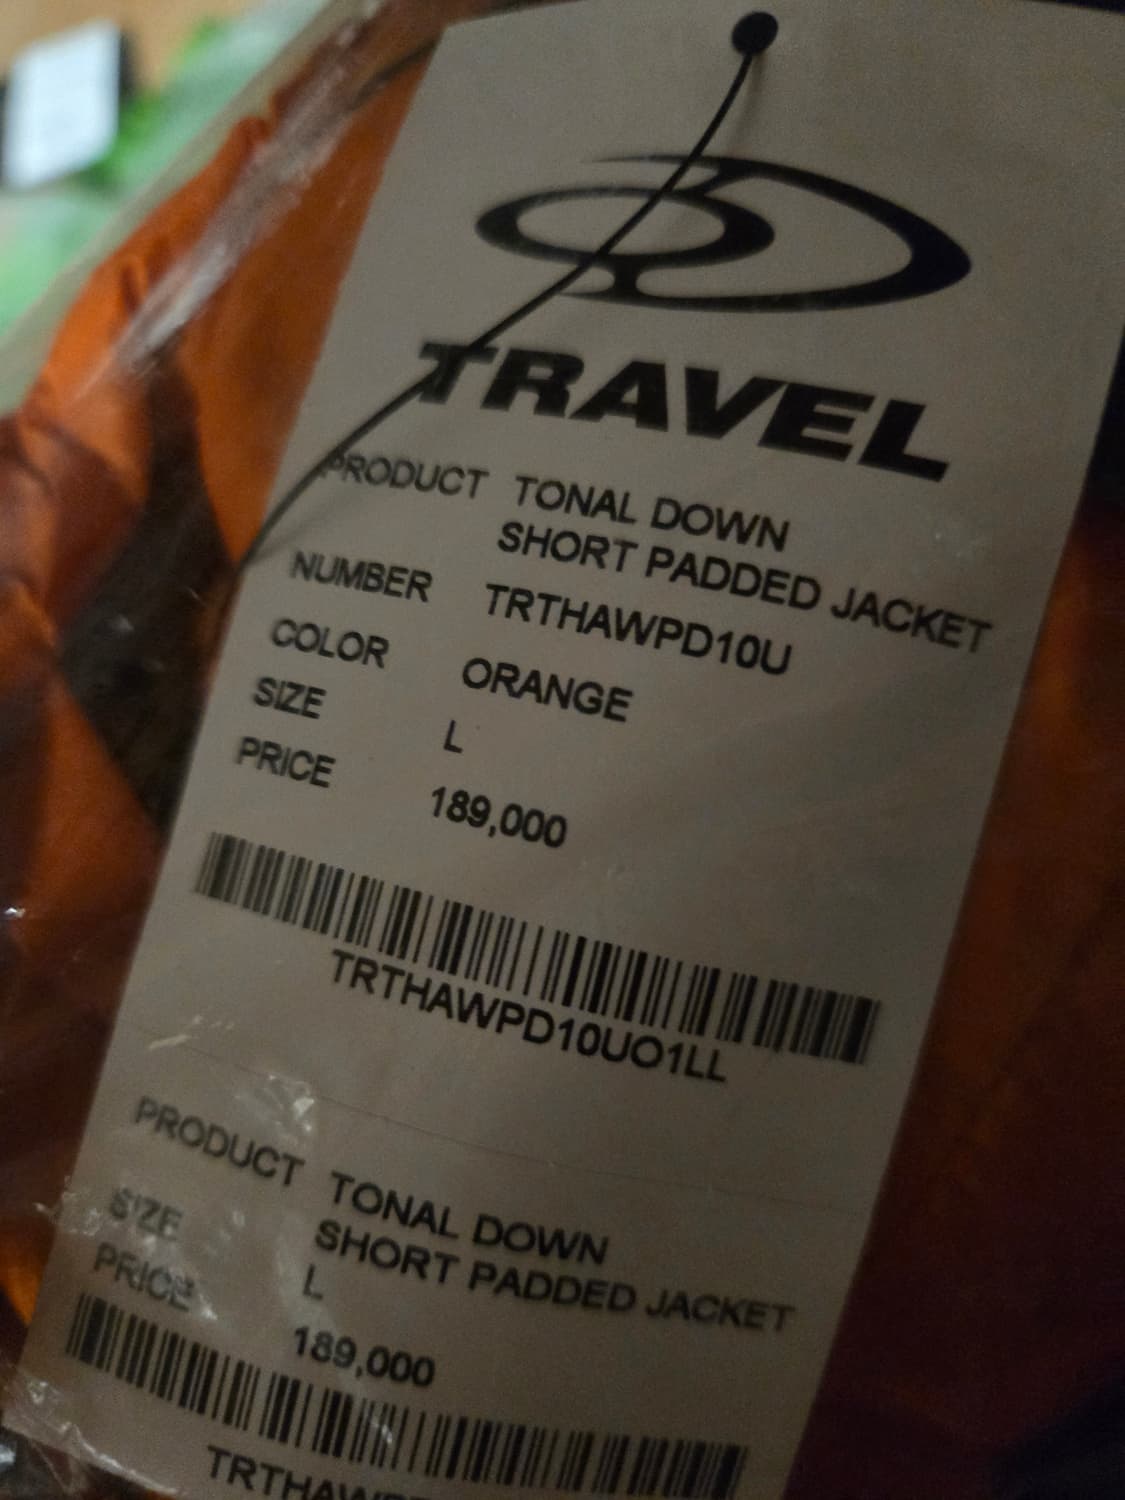 TRAVEL
PRODUCT TONAL DOWN
SHORT PADDED JACKET
NUMBER TRTHAWPD10U
COLOR ORANGE
SIZE L
PRICE 189,000
TRTHAWPD10UO1LL
PRODUCT TONAL DOWN
SHORT PADDED JACKET
SIZE L
PRICE 189,000